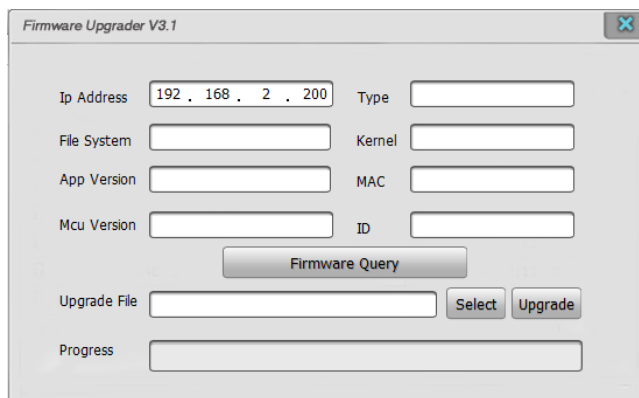 Firmware Upgrader V3.1
Ip Address 192 . 168 . 2 . 200 Type
File System Kernel
App Version MAC
Mcu Version ID
Firmware Query
Upgrade File Select Upgrade
Progress